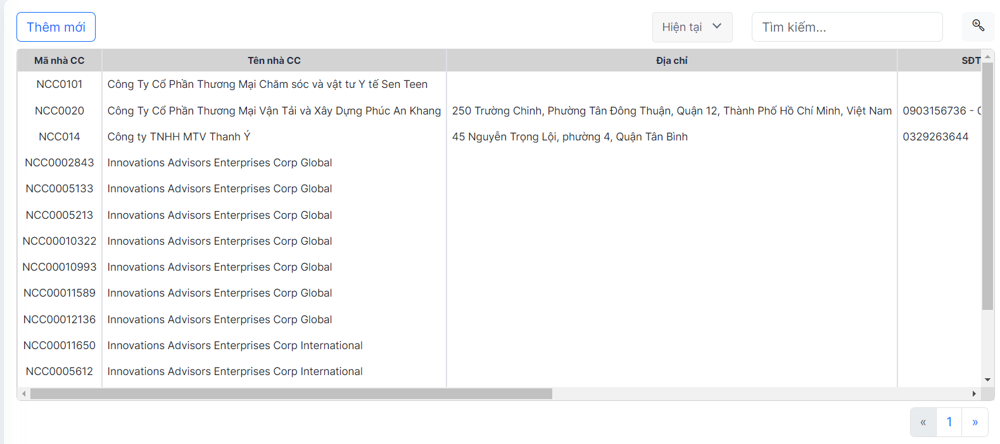 Thêm mới
Hiện tại
Tìm kiếm...
Mã nhà CC Tên nhà CC Địa chỉ SĐT
NCC0101 Công Ty Cổ Phần Thương Mại Chăm sóc và vật tư Y tế Sen Teen
NCC0020 Công Ty Cổ Phần Thương Mại Vận Tải và Xây Dựng Phúc An Khang 250 Trường Chinh, Phường Tân Đông Thuận, Quận 12, Thành Phố Hồ Chí Minh, Việt Nam 0903156736 -
NCC014 Công ty TNHH MTV Thanh Ý 45 Nguyễn Trọng Lội, phường 4, Quận Tân Bình 0329263644
NCC0002843 Innovations Advisors Enterprises Corp Global
NCC0005133 Innovations Advisors Enterprises Corp Global
NCC0005213 Innovations Advisors Enterprises Corp Global
NCC00010322 Innovations Advisors Enterprises Corp Global
NCC00010993 Innovations Advisors Enterprises Corp Global
NCC00011589 Innovations Advisors Enterprises Corp Global
NCC00012136 Innovations Advisors Enterprises Corp Global
NCC00011650 Innovations Advisors Enterprises Corp International
NCC0005612 Innovations Advisors Enterprises Corp International
« 1 »